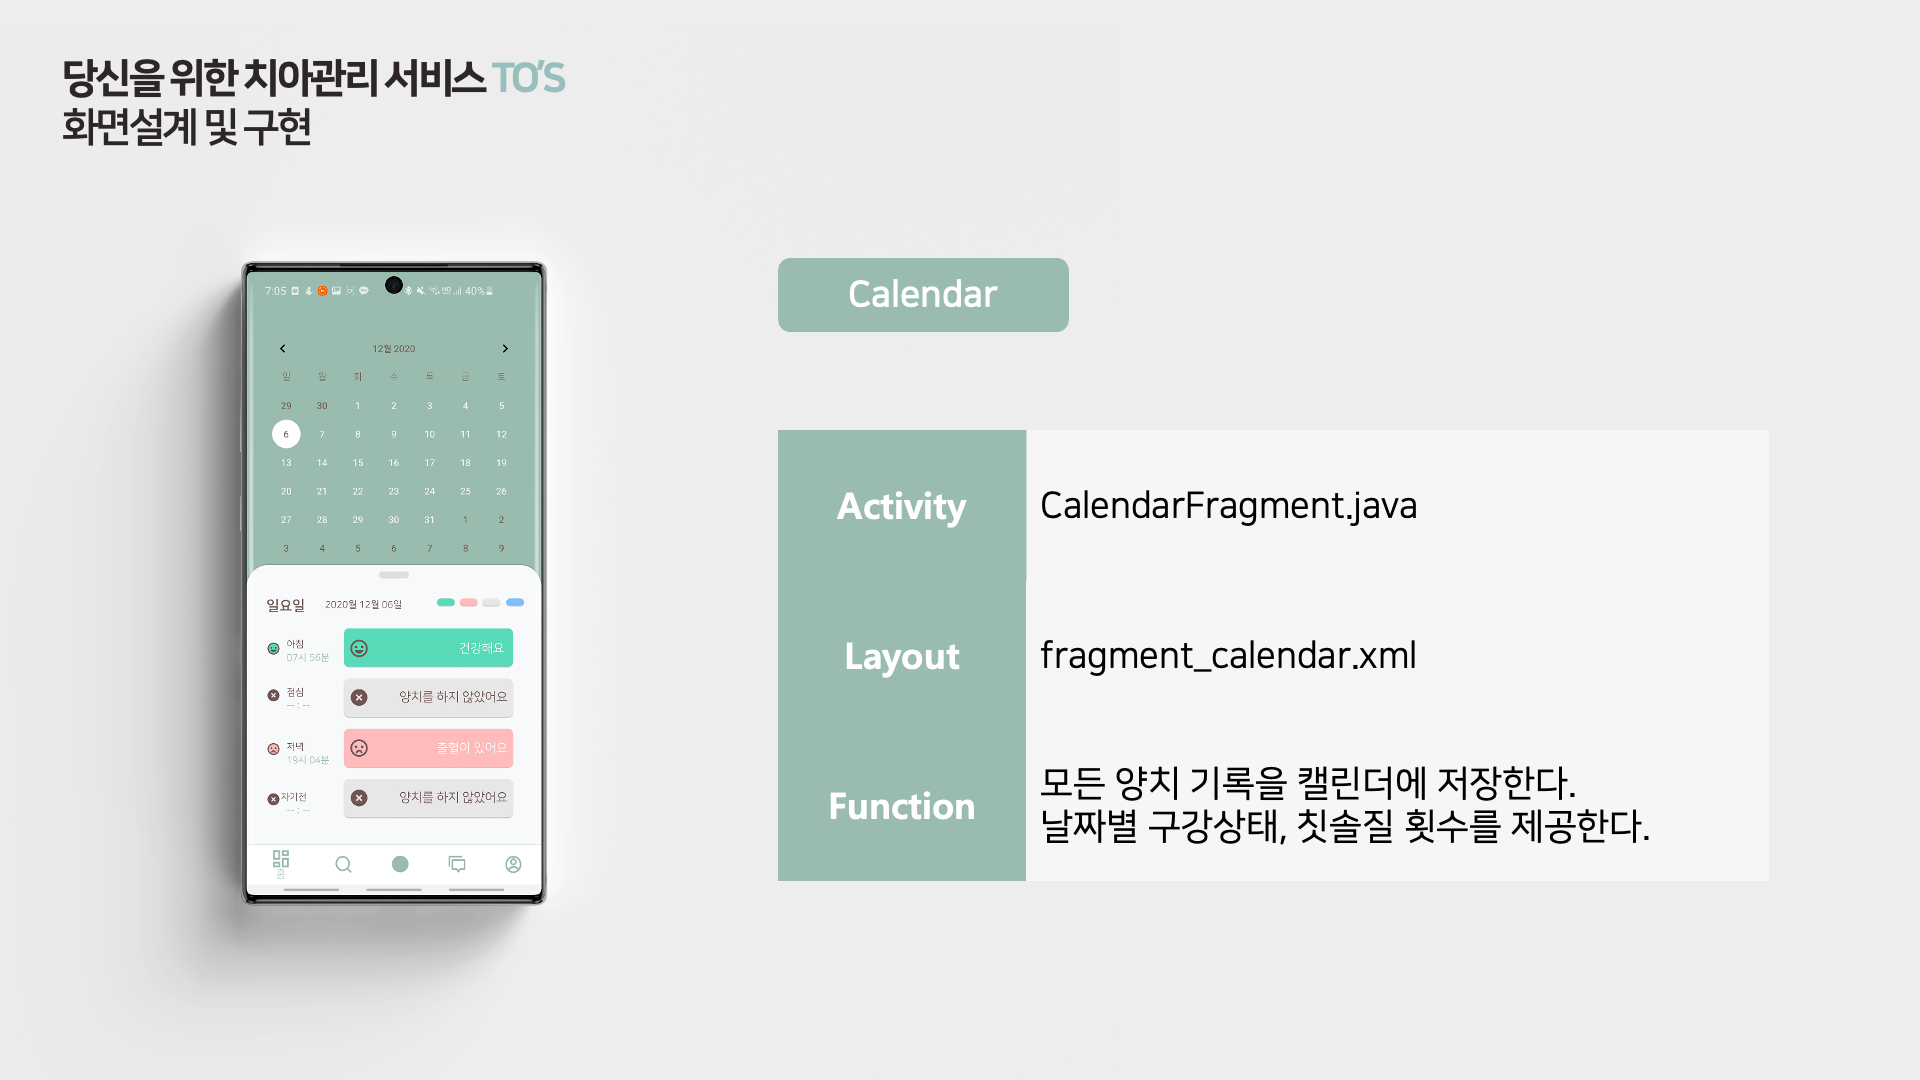 당신을 위한 치아관리 서비스 TO'S
화면설계 및 구현
7:05 40%
12월 2020
일 월 화 수 목 금 토
29 30 1 2 3 4 5
6 7 8 9 10 11 12
13 14 15 16 17 18 19
20 21 22 23 24 25 26
27 28 29 30 31 1 2
3 4 5 6 7 8 9
일요일 2020월 12월 06일
아침 건강해요
07시 56분
점심 양치를 하지 않았어요
-- : --
저녁 출혈이 있어요
19시 04분
자기전 양치를 하지 않았어요
-- : --
홈
Calendar
Activity CalendarFragment.java
Layout fragment_calendar.xml
Function 모든 양치 기록을 캘린더에 저장한다.
날짜별 구강상태, 칫솔질 횟수를 제공한다.